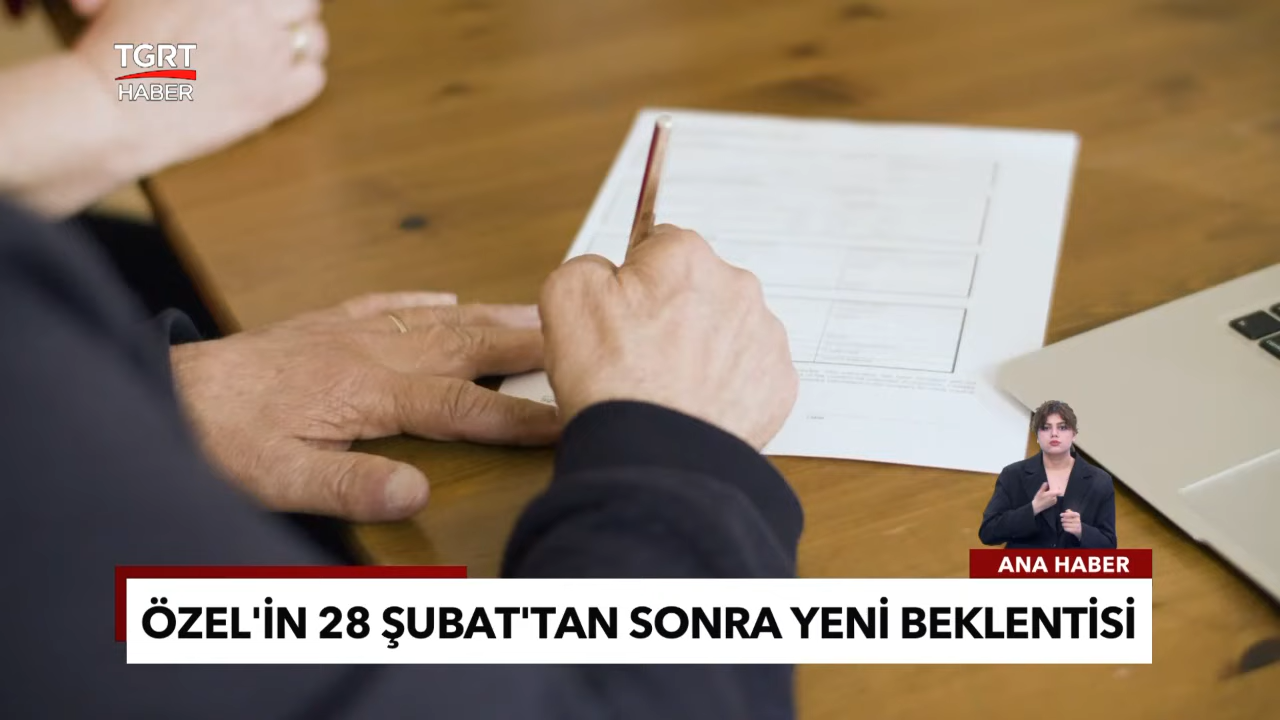 TGRT
HABER
ANA HABER
ÖZEL'İN 28 ŞUBAT'TAN SONRA YENİ BEKLENTİSİ